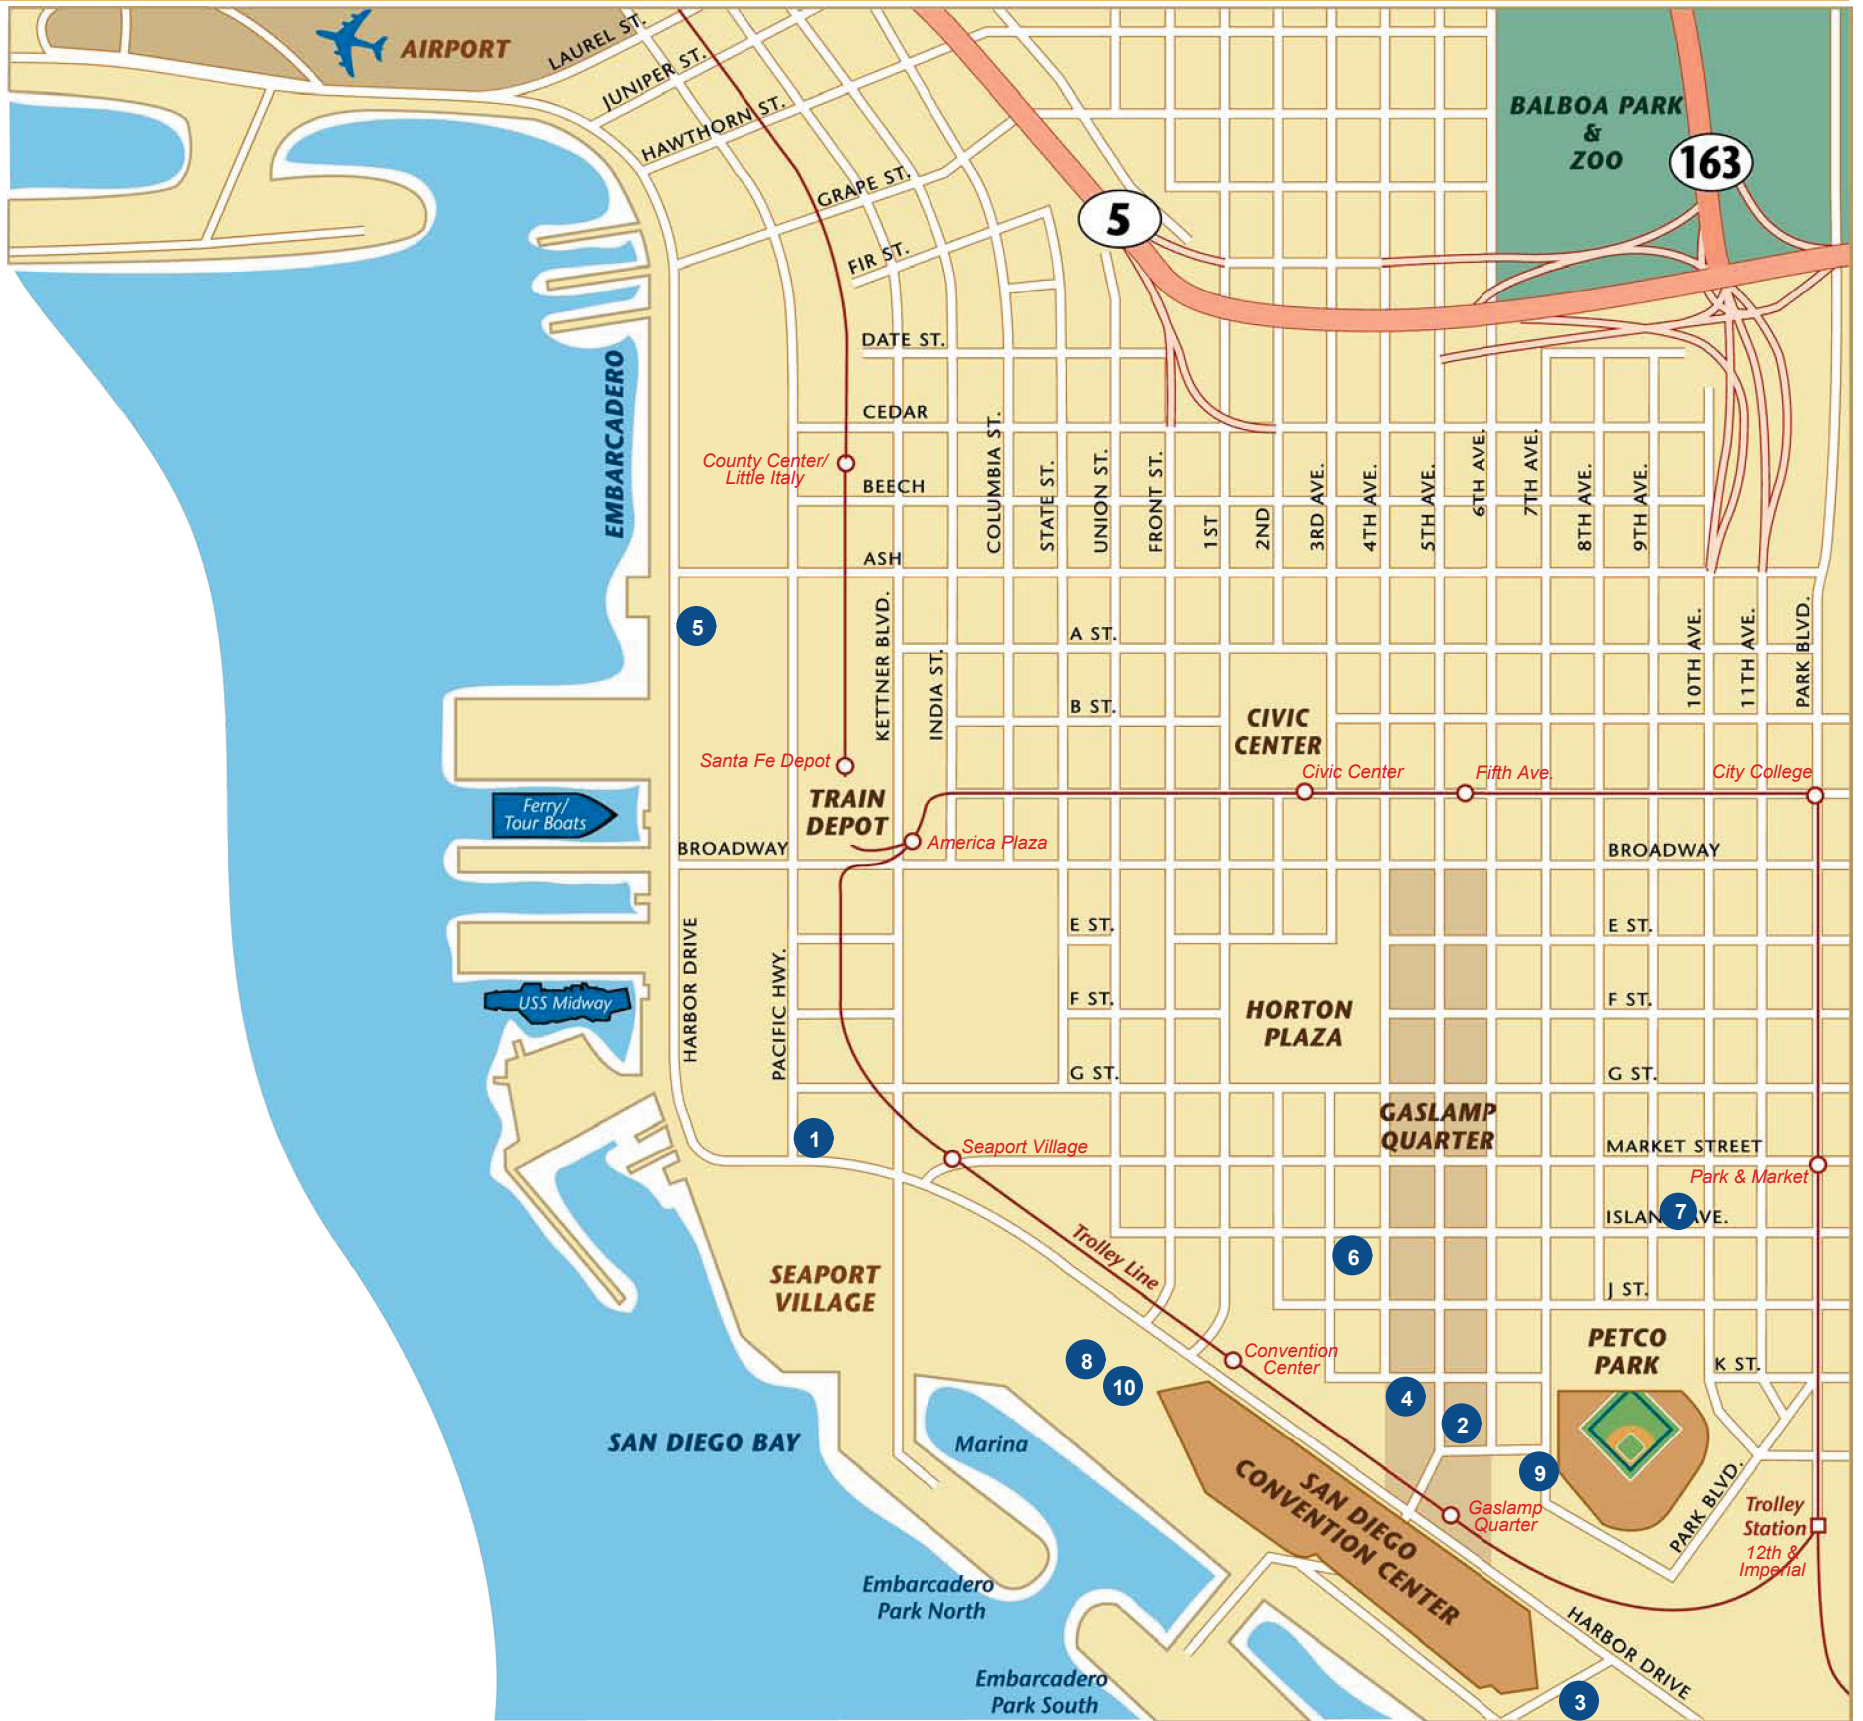 AIRPORT
LAUREL ST.
JUNIPER ST.
HAWTHORN ST.
GRAPE ST.
FIR ST.
BALBOA PARK
&
ZOO
163
5
DATE ST.
CEDAR
EMBARCADERO
County Center/
Little Italy
BEECH
ASH
COLUMBIA ST.
STATE ST.
UNION ST.
FRONT ST.
1ST
2ND
3RD AVE.
4TH AVE.
5TH AVE.
6TH AVE.
7TH AVE.
8TH AVE.
9TH AVE.
5
KETTNER BLVD.
INDIA ST.
A ST.
B ST.
10TH AVE.
11TH AVE.
PARK BLVD.
CIVIC
CENTER
Santa Fe Depot
Civic Center
Fifth Ave.
City College
TRAIN
DEPOT
Ferry/
Tour Boats
America Plaza
BROADWAY
BROADWAY
E ST.
E ST.
HARBOR DRIVE
PACIFIC HWY.
USS Midway
F ST.
F ST.
HORTON
PLAZA
G ST.
G ST.
GASLAMP
QUARTER
1
Seaport Village
MARKET STREET
Park & Market
7
ISLAN AVE.
6
Trolley Line
SEAPORT
VILLAGE
J ST.
PETCO
PARK
K ST.
8
10
Convention
Center
4
2
SAN DIEGO BAY
Marina
9
SAN DIEGO
CONVENTION CENTER
Gaslamp
Quarter
PARK BLVD.
Trolley
Station
12th &
Imperial
Embarcadero
Park North
HARBOR DRIVE
Embarcadero
Park South
3